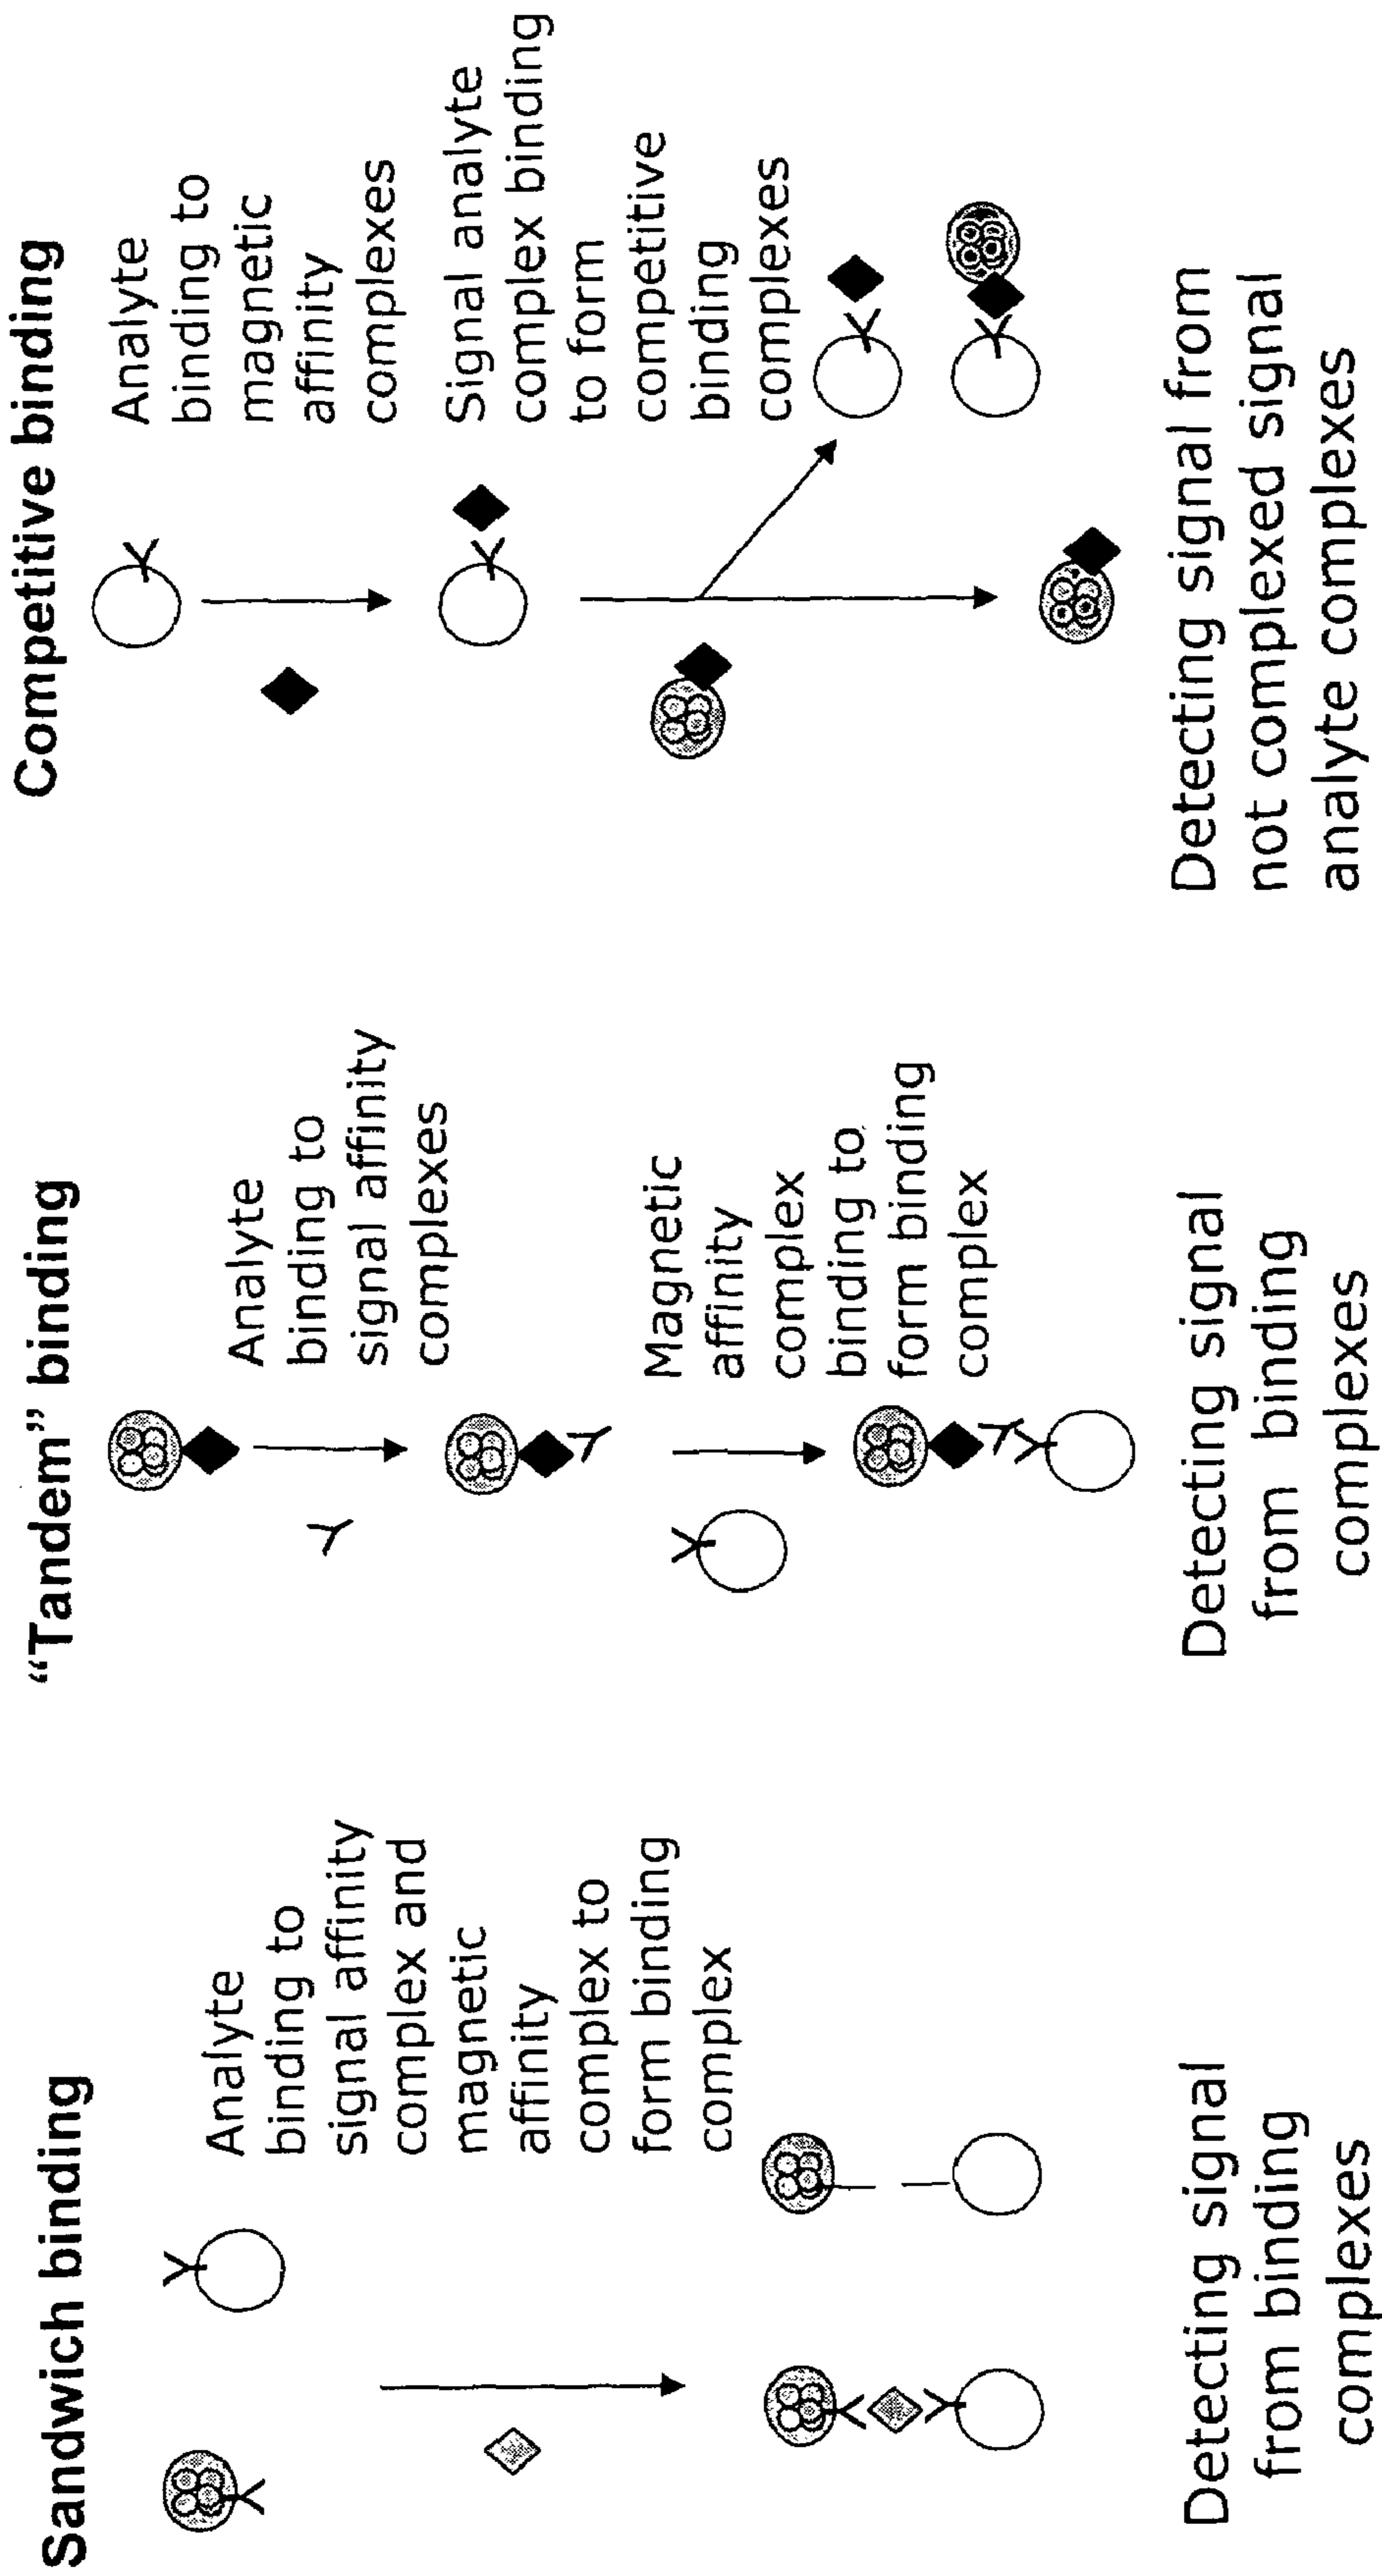 Sandwich binding
Analyte
binding to
signal affinity
complex and
magnetic
affinity
complex to
form binding
complex
Detecting signal
from binding
complexes
“Tandem” binding
Analyte
binding to
signal affinity
complexes
Magnetic
affinity
complex
binding to
form binding
complex
Detecting signal
from binding
complexes
Competitive binding
Analyte
binding to
magnetic
affinity
complexes
Signal analyte
complex binding
to form
competitive
binding
complexes
Detecting signal from
not complexed signal
analyte complexes